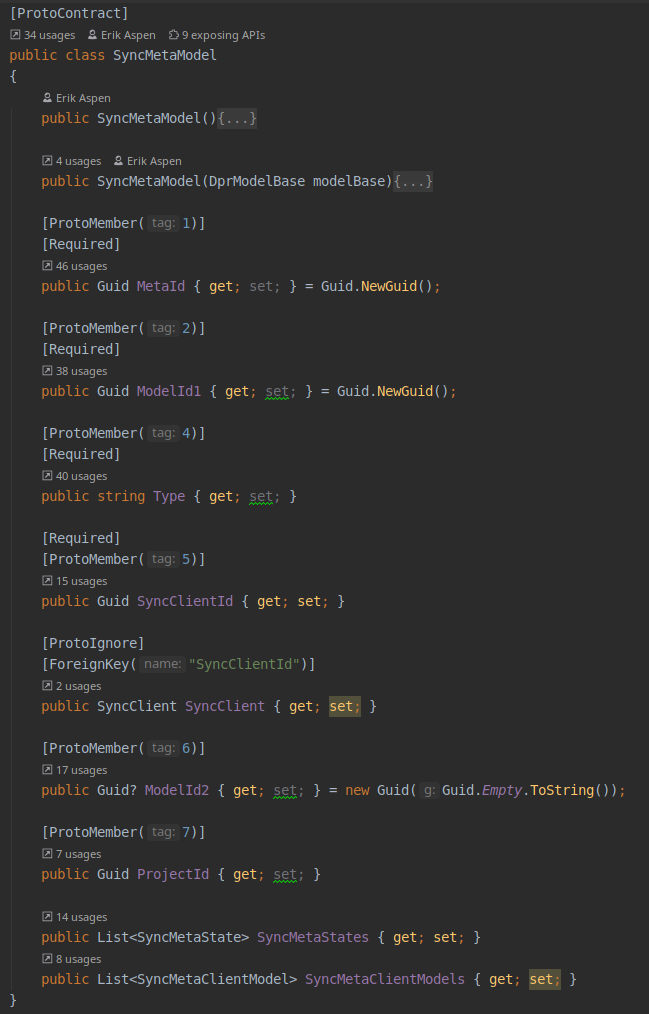 [ProtoContract]
34 usages Erik Aspen 9 exposing APIs
public class SyncMetaModel
{
Erik Aspen
public SyncMetaModel(){...}
4 usages Erik Aspen
public SyncMetaModel(DprModelBase modelBase){...}
[ProtoMember( tag: 1)]
[Required]
46 usages
public Guid MetaId { get; set; } = Guid.NewGuid();
[ProtoMember( tag: 2)]
[Required]
38 usages
public Guid ModelId1 { get; set; } = Guid.NewGuid();
[ProtoMember( tag: 4)]
[Required]
40 usages
public string Type { get; set; }
[Required]
[ProtoMember( tag: 5)]
15 usages
public Guid SyncClientId { get; set; }
[ProtoIgnore]
[ForeignKey( name: "SyncClientId")]
2 usages
public SyncClient SyncClient { get; set; }
[ProtoMember( tag: 6)]
17 usages
public Guid? ModelId2 { get; set; } = new Guid( g: Guid.Empty.ToString());
[ProtoMember( tag: 7)]
7 usages
public Guid ProjectId { get; set; }
14 usages
public List<SyncMetaState> SyncMetaStates { get; set; }
8 usages
public List<SyncMetaClientModel> SyncMetaClientModels { get; set; }
}